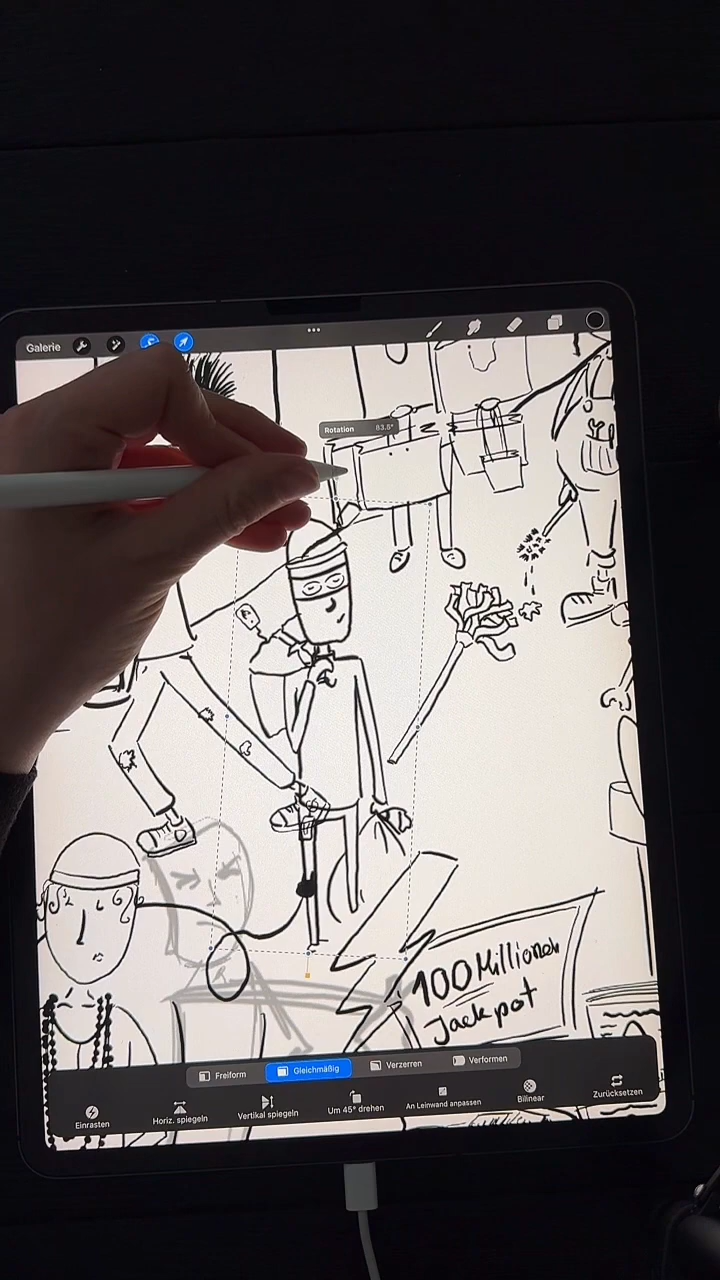 Galerie
Rotation 83.8°
100 Millionen
Jackpot
Freiform Gleichmäßig Verzerren Verformen
Einrasten Horiz. spiegeln Vertikal spiegeln Um 45° drehen An Leinwand anpassen Bilinear Zurücksetzen